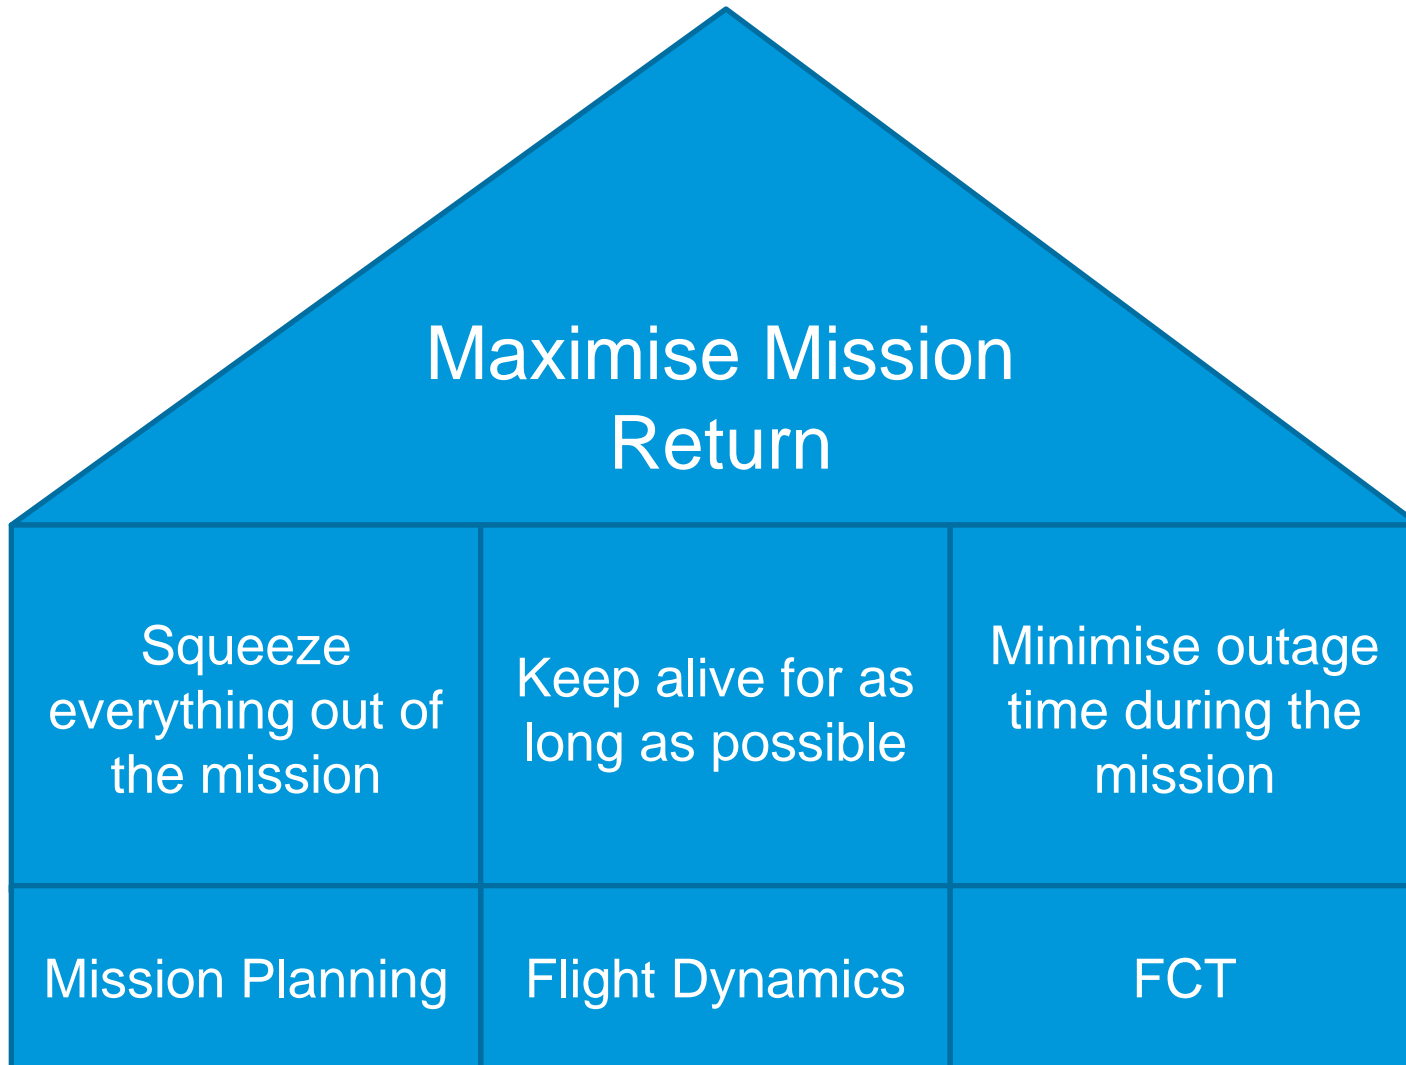 Maximise Mission
Return
Squeeze
everything out of
the mission
Keep alive for as
long as possible
Minimise outage
time during the
mission
Mission Planning
Flight Dynamics
FCT